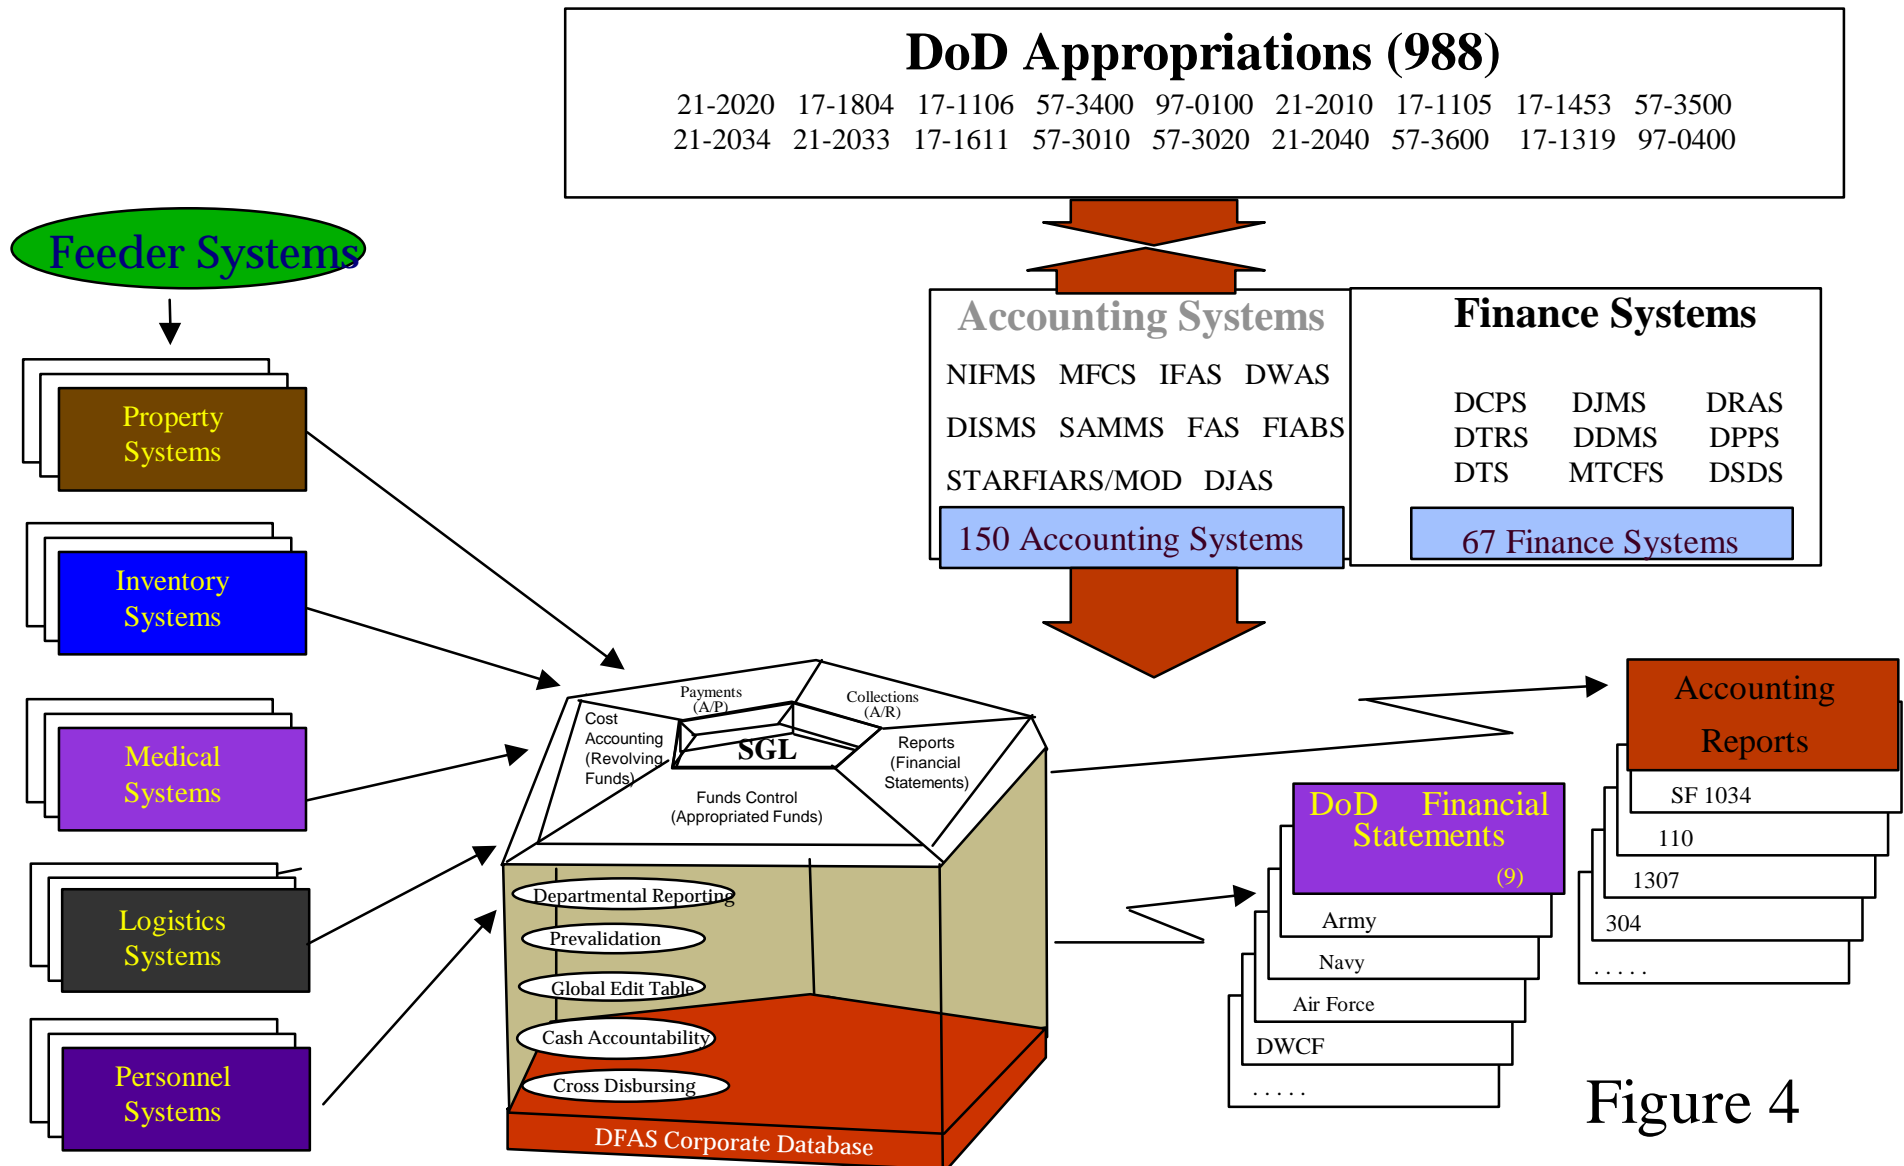 DoD Appropriations (988)
21-2020 17-1804 17-1106 57-3400 97-0100 21-2010 17-1105 17-1453 57-3500
21-2034 21-2033 17-1611 57-3010 57-3020 21-2040 57-3600 17-1319 97-0400
Feeder Systems
Property
Systems
Inventory
Systems
Medical
Systems
Logistics
Systems
Personnel
Systems
Accounting Systems
NIFMS MFCS IFAS DWAS
DISMS SAMMS FAS FIABS
STARFIARS/MOD DJAS
150 Accounting Systems
Finance Systems
DCPS DJMS DRAS
DTRS DDMS DPPS
DTS MTCFS DSDS
67 Finance Systems
Payments
(A/P)
Collections
(A/R)
Cost
Accounting
(Revolving
Funds)
SGL
Reports
(Financial
Statements)
Funds Control
(Appropriated Funds)
Departmental Reporting
Prevalidation
Global Edit Table
Cash Accountability
Cross Disbursing
DFAS Corporate Database
Accounting
Reports
SF 1034
110
1307
304
. . . . .
DoD Financial
Statements
(9)
Army
Navy
Air Force
DWCF
. . . . .
Figure 4